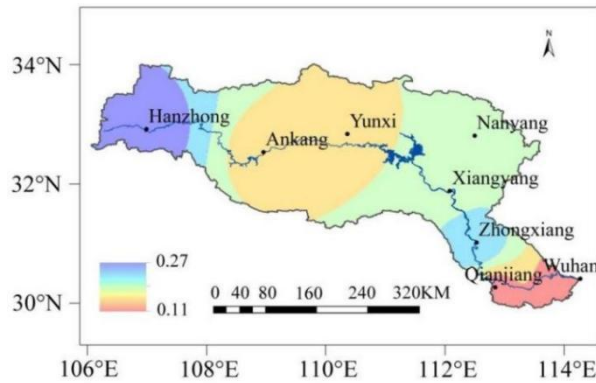 N
34°N
Hanzhong
Yunxi
Nanyang
Ankang
32°N
Xiangyang
Zhongxiang
0.27
Qianjiang
Wuhan
0.11
0 40 80 160 240 320KM
30°N
106°E 108°E 110°E 112°E 114°E